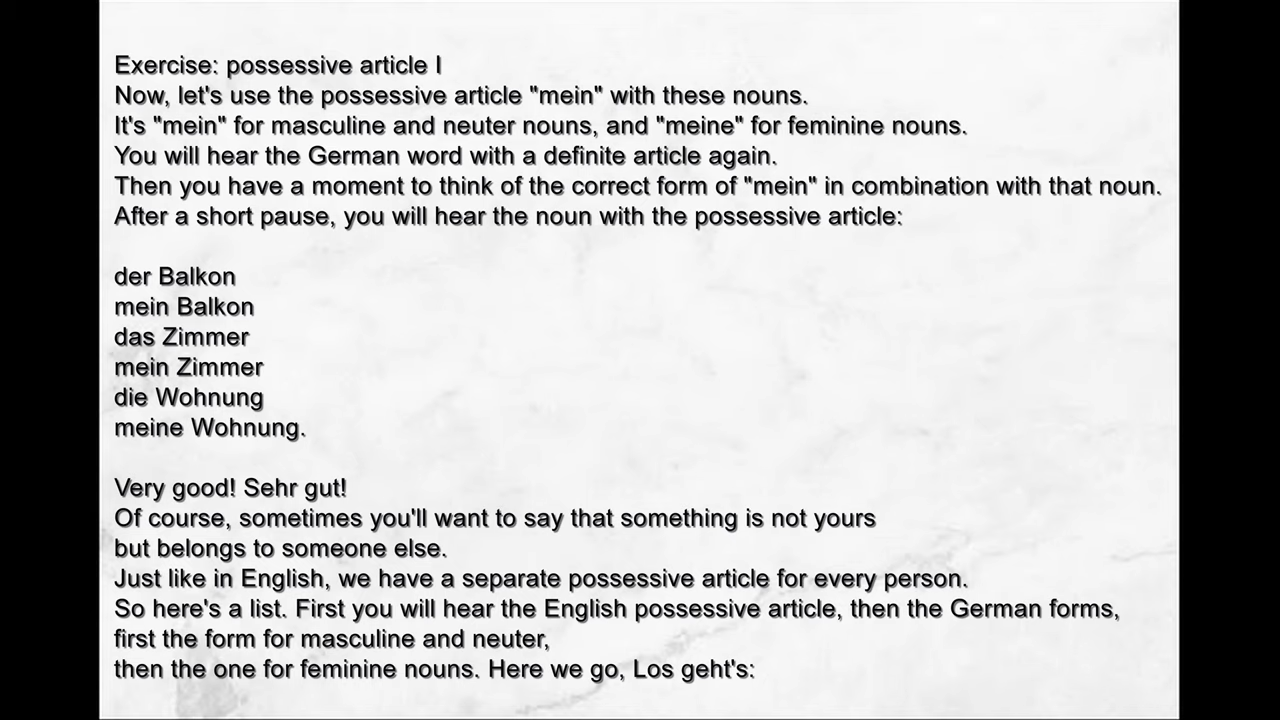 Exercise: possessive article I
Now, let's use the possessive article "mein" with these nouns.
It's "mein" for masculine and neuter nouns, and "meine" for feminine nouns.
You will hear the German word with a definite article again.
Then you have a moment to think of the correct form of "mein" in combination with that noun.
After a short pause, you will hear the noun with the possessive article:
der Balkon
mein Balkon
das Zimmer
mein Zimmer
die Wohnung
meine Wohnung.
Very good! Sehr gut!
Of course, sometimes you'll want to say that something is not yours
but belongs to someone else.
Just like in English, we have a separate possessive article for every person.
So here's a list. First you will hear the English possessive article, then the German forms,
first the form for masculine and neuter,
then the one for feminine nouns. Here we go, Los geht's: